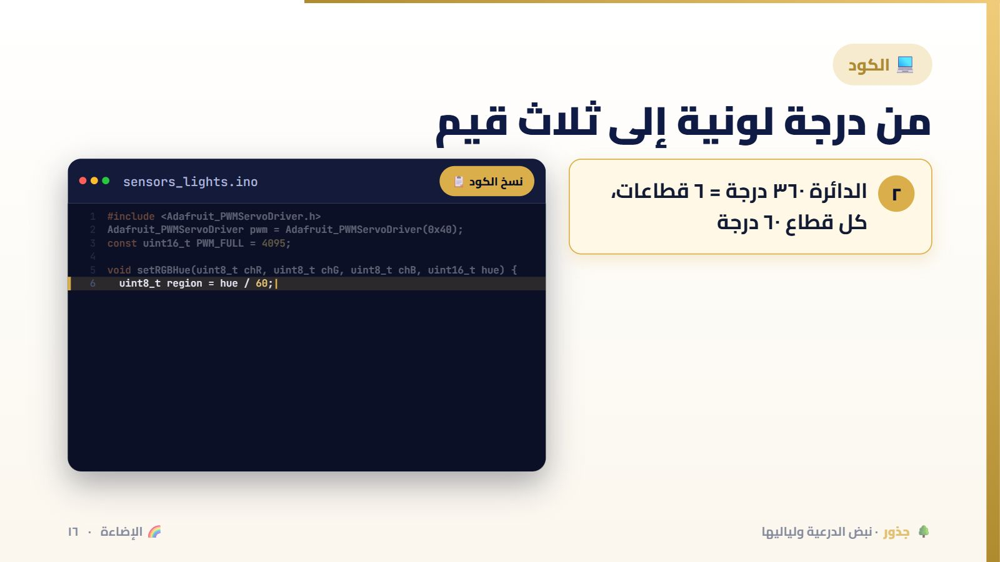 💻 الكود
من درجة لونية إلى ثلاث قيم
٢
الدائرة ٣٦٠ درجة = ٦ قطاعات،
كل قطاع ٦٠ درجة
sensors_lights.ino
نسخ الكود 📋
1 #include <Adafruit_PWMServoDriver.h>
2 Adafruit_PWMServoDriver pwm = Adafruit_PWMServoDriver(0x40);
3 const uint16_t PWM_FULL = 4095;
4
5 void setRGBHue(uint8_t chR, uint8_t chG, uint8_t chB, uint16_t hue) {
6   uint8_t region = hue / 60;
🌳 جذور · نبض الدرعية ولياليها
🌈 الإضاءة · ١٦